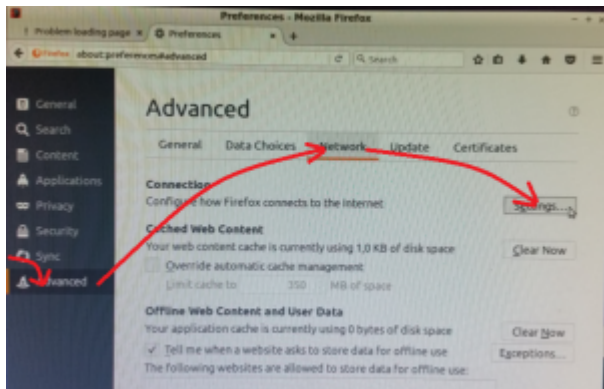 Preferences - Mozilla Firefox
! Problem loading page × Preferences × +
Firefox about:preferences#advanced Search
General
Search
Content
Applications
Privacy
Security
Sync
Advanced
Advanced
General Data Choices Network Update Certificates
Connection
Configure how Firefox connects to the Internet Settings...
Cached Web Content
Your web content cache is currently using 1,0 KB of disk space Clear Now
Override automatic cache management
Limit cache to 350 MB of space
Offline Web Content and User Data
Your application cache is currently using 0 bytes of disk space Clear Now
Tell me when a website asks to store data for offline use Exceptions...
The following websites are allowed to store data for offline use: